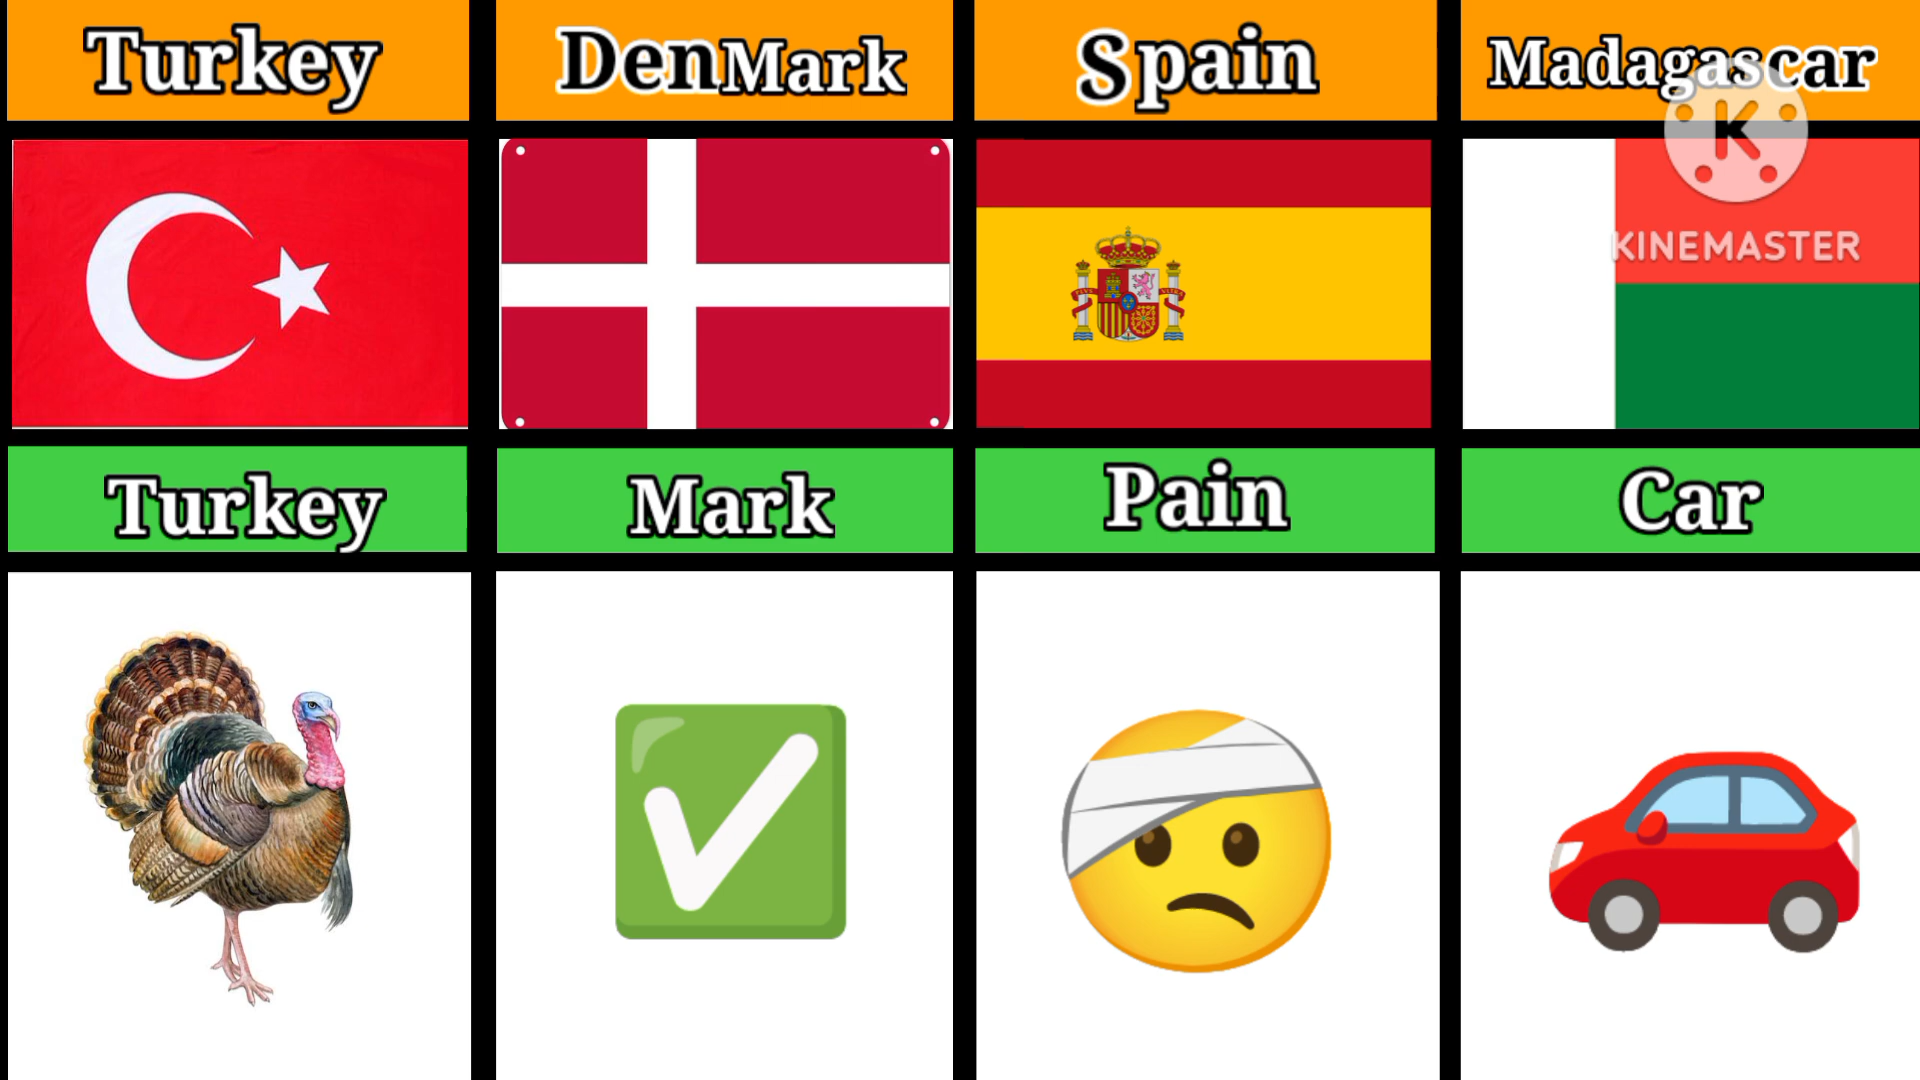 Turkey
DenMark
Spain
Madagascar
K
KINEMASTER
Turkey
Mark
Pain
Car